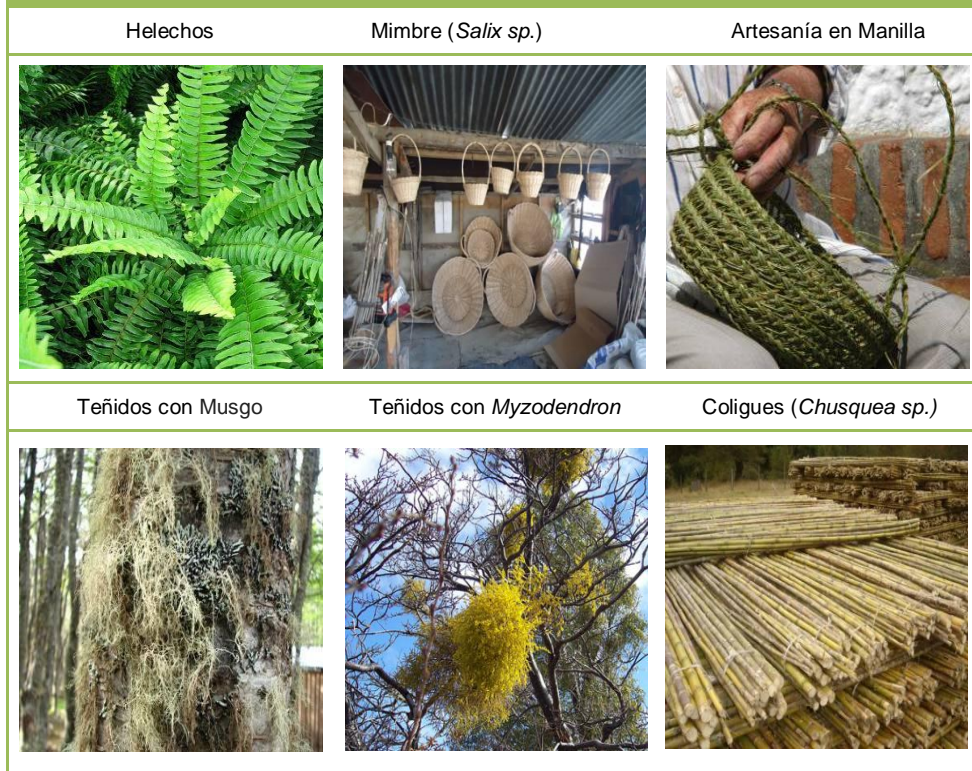 Helechos
Mimbre (Salix sp.)
Artesanía en Manilla
Teñidos con Musgo
Teñidos con Myzodendron
Coligues (Chusquea sp.)